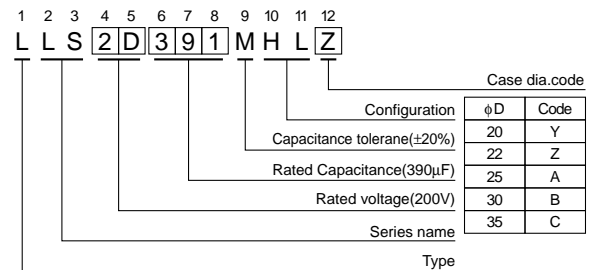 1 2 3 4 5 6 7 8 9 10 11 12
L L S 2 D 3 9 1 M H L Z
Case dia.code
Configuration
Capacitance tolerane(±20%)
Rated Capacitance(390μF)
Rated voltage(200V)
Series name
Type
φD Code
20 Y
22 Z
25 A
30 B
35 C